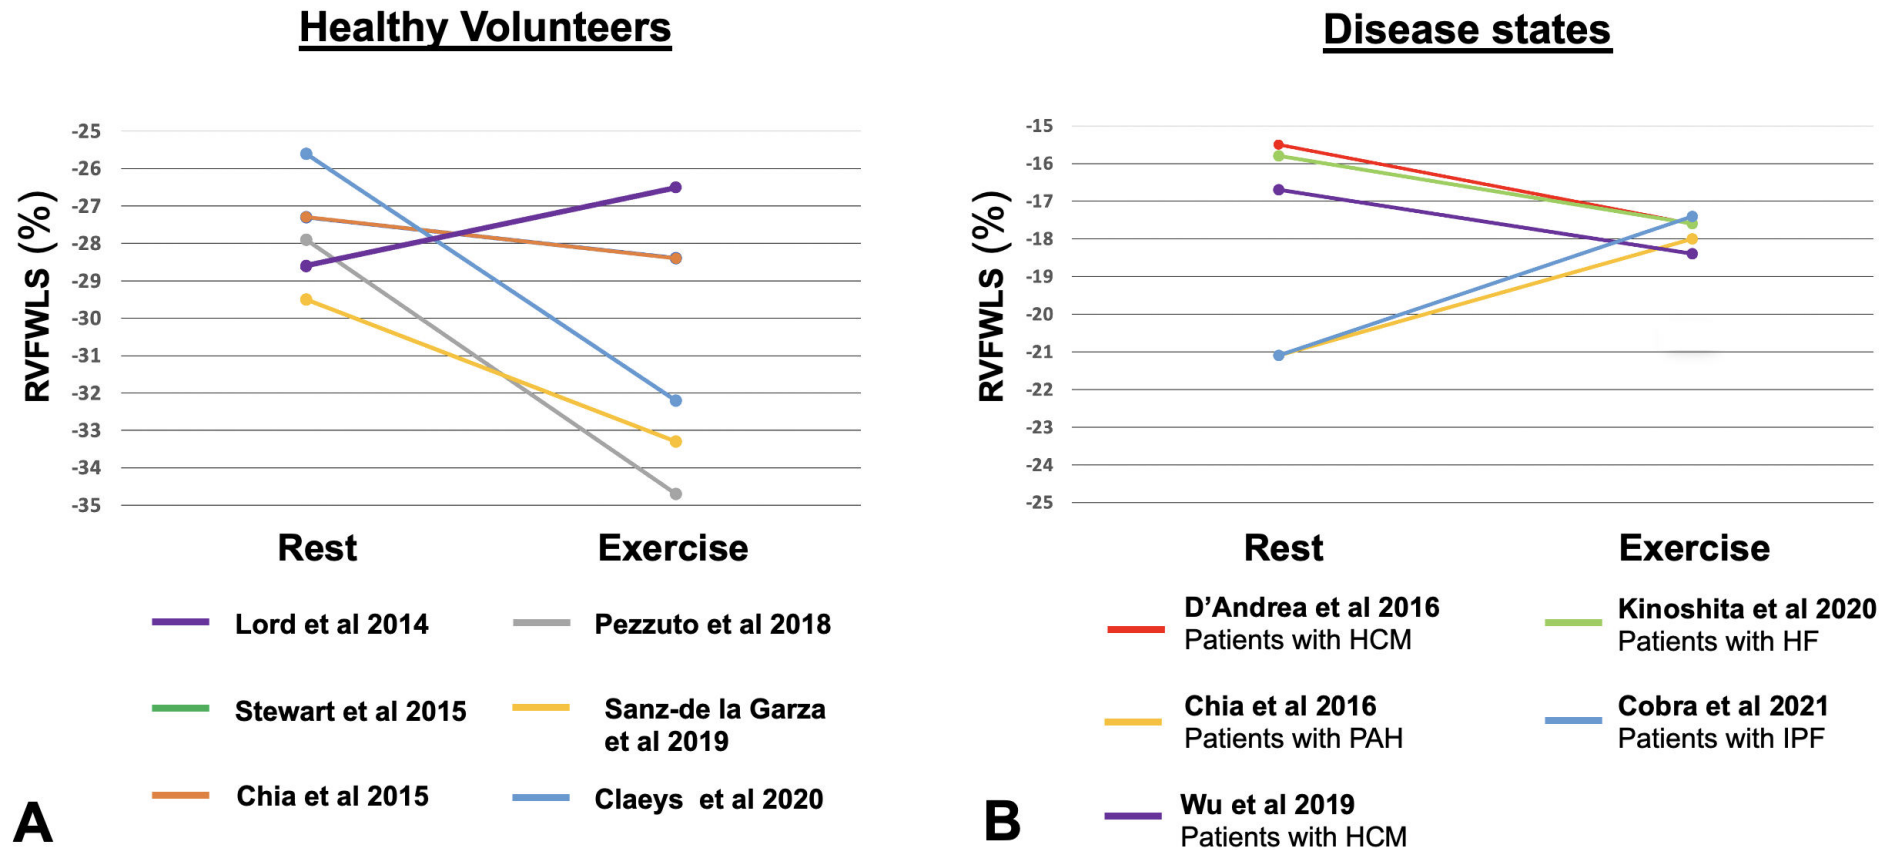 Healthy Volunteers
RVFWLS (%)
-25
-26
-27
-28
-29
-30
-31
-32
-33
-34
-35
Rest
Exercise
Lord et al 2014
Pezzuto et al 2018
Stewart et al 2015
Sanz-de la Garza
et al 2019
Chia et al 2015
Claeys et al 2020
A
Disease states
RVFWLS (%)
-15
-16
-17
-18
-19
-20
-21
-22
-23
-24
-25
Rest
Exercise
D’Andrea et al 2016
Patients with HCM
Kinoshita et al 2020
Patients with HF
Chia et al 2016
Patients with PAH
Cobra et al 2021
Patients with IPF
Wu et al 2019
Patients with HCM
B